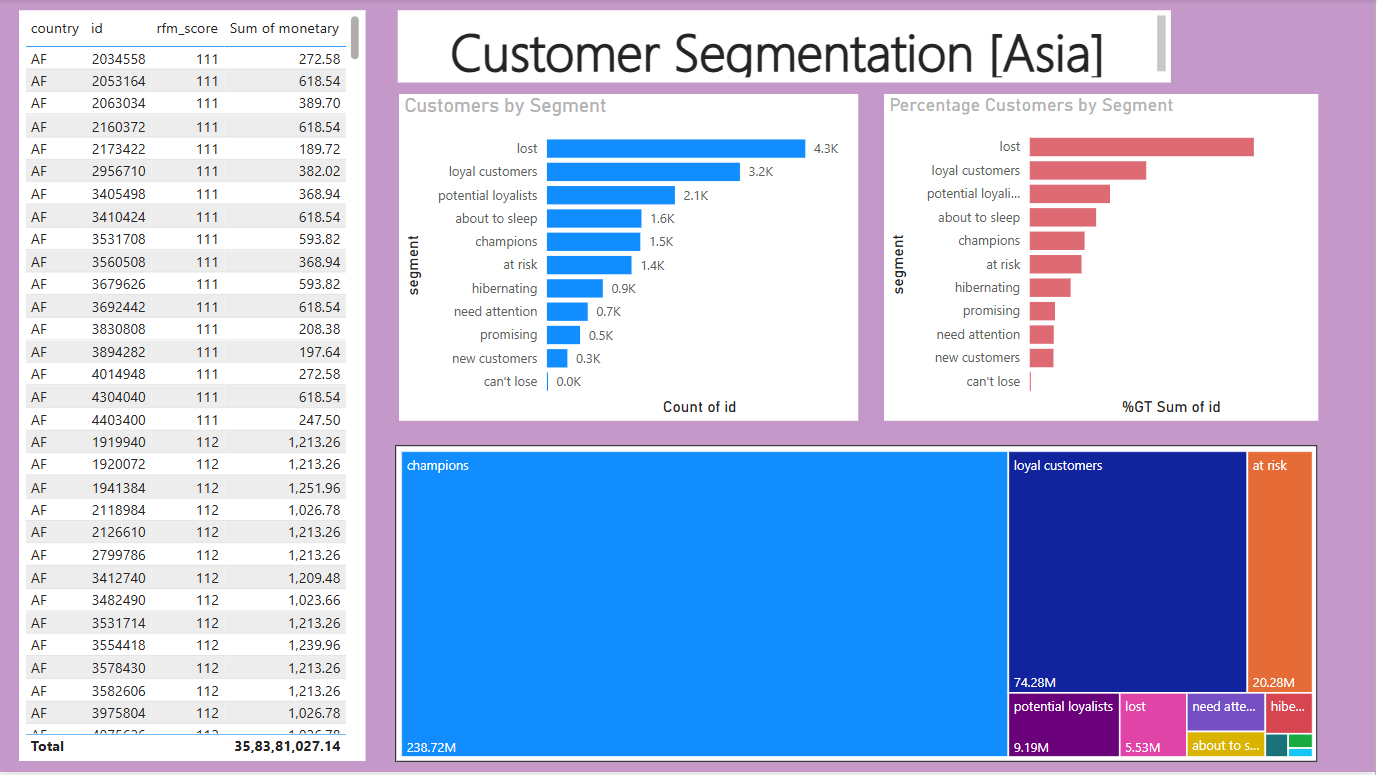 country id rfm_score Sum of monetary
AF 2034558 111 272.58
AF 2053164 111 618.54
AF 2063034 111 389.70
AF 2160372 111 618.54
AF 2173422 111 189.72
AF 2956710 111 382.02
AF 3405498 111 368.94
AF 3410424 111 618.54
AF 3531708 111 593.82
AF 3560508 111 368.94
AF 3679626 111 593.82
AF 3692442 111 618.54
AF 3830808 111 208.38
AF 3894282 111 197.64
AF 4014948 111 272.58
AF 4304040 111 618.54
AF 4403400 111 247.50
AF 1919940 112 1,213.26
AF 1920072 112 1,213.26
AF 1941384 112 1,251.96
AF 2118984 112 1,026.78
AF 2126610 112 1,213.26
AF 2799786 112 1,213.26
AF 3412740 112 1,209.48
AF 3482490 112 1,023.66
AF 3531714 112 1,213.26
AF 3554418 112 1,239.96
AF 3578430 112 1,213.26
AF 3582606 112 1,213.26
AF 3975804 112 1,026.78
Total 35,83,81,027.14
Customer Segmentation [Asia]
Customers by Segment
lost 4.3K
loyal customers 3.2K
potential loyalists 2.1K
about to sleep 1.6K
champions 1.5K
at risk 1.4K
hibernating 0.9K
need attention 0.7K
promising 0.5K
new customers 0.3K
can't lose 0.0K
segment
Count of id
Percentage Customers by Segment
lost
loyal customers
potential loyali...
about to sleep
champions
at risk
hibernating
promising
need attention
new customers
can't lose
segment
%GT Sum of id
champions
238.72M
loyal customers
74.28M
at risk
20.28M
potential loyalists
9.19M
lost
5.53M
need atte...
about to s...
hibe...